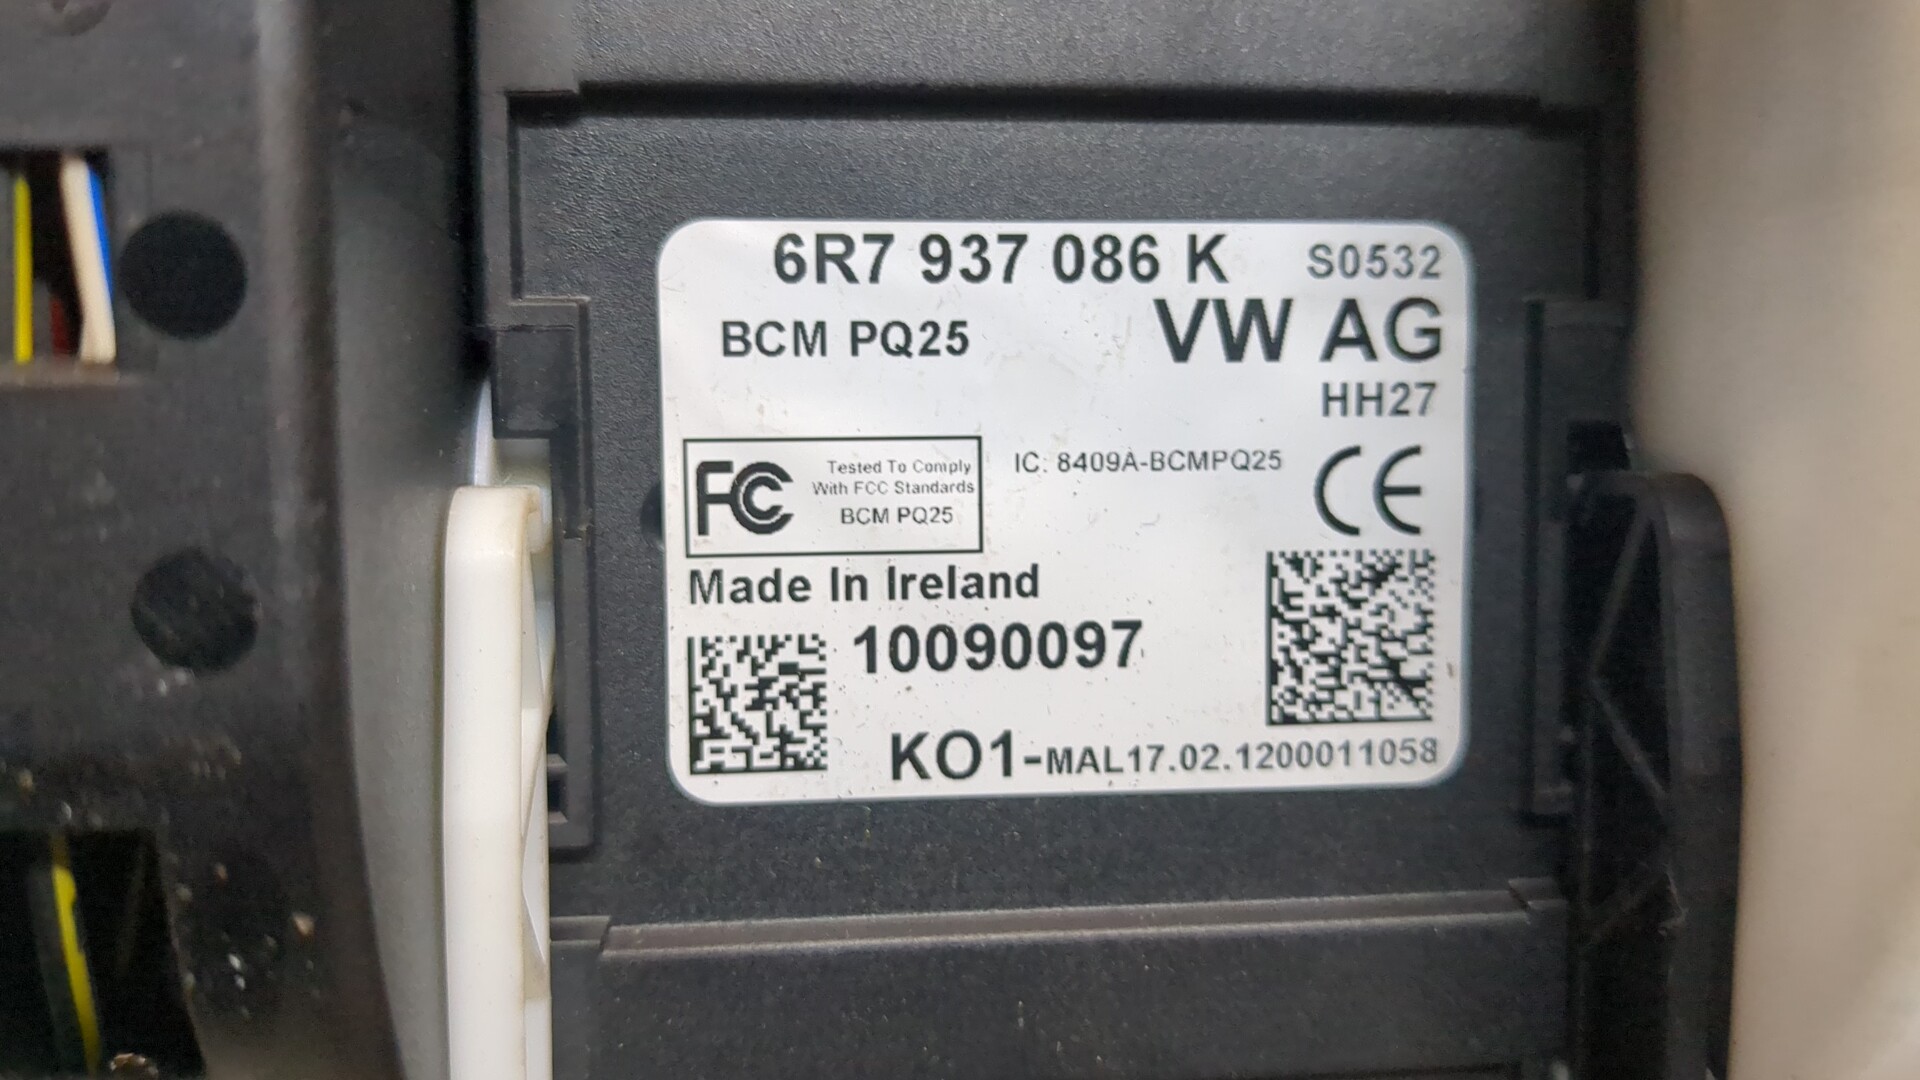 6R7 937 086 K S0532
BCM PQ25 VW AG
HH27
FC Tested To Comply
With FCC Standards
BCM PQ25
IC: 8409A-BCMPQ25 CE
Made In Ireland
10090097
KO1-MAL17.02.1200011058